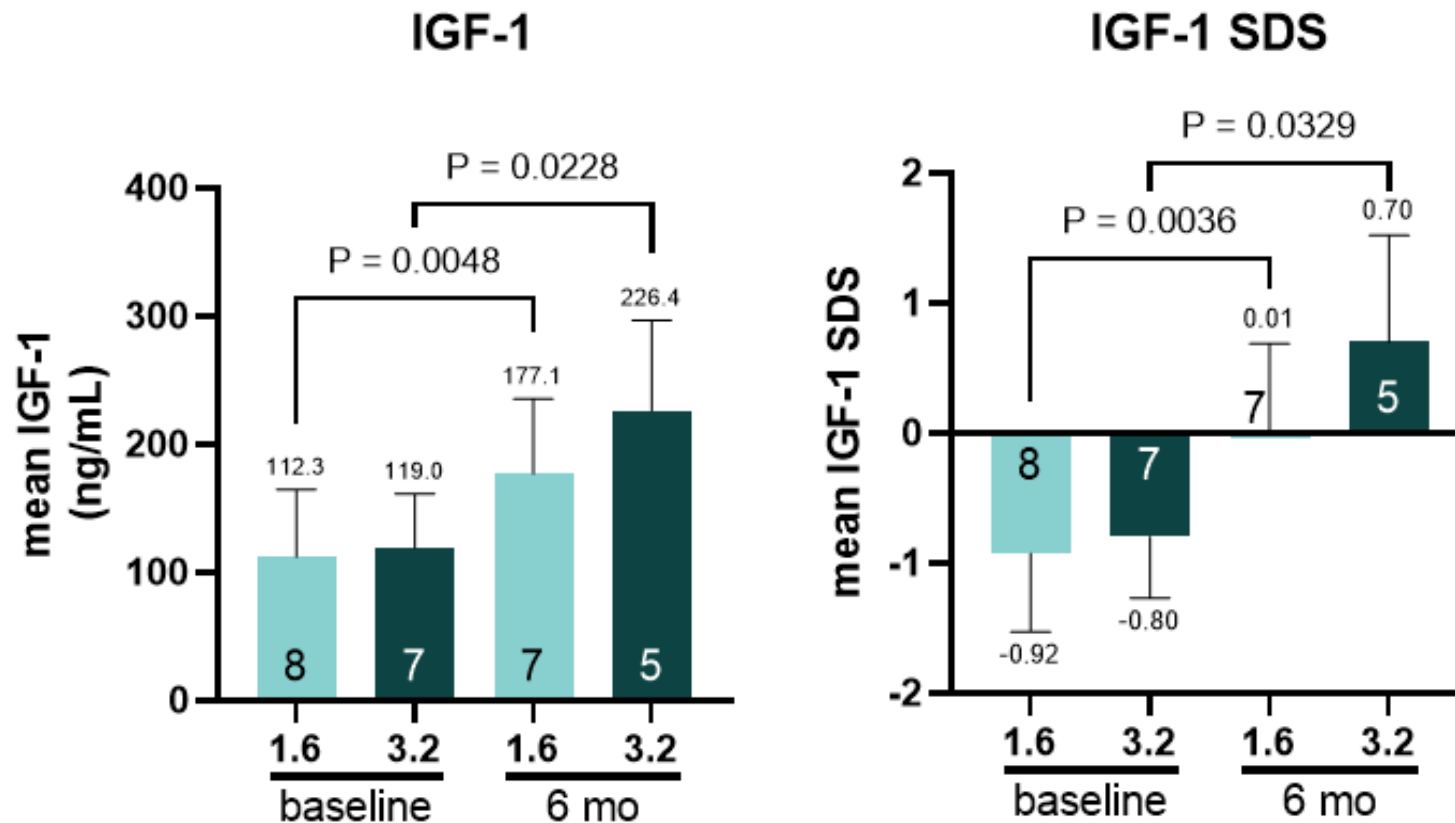 IGF-1
P = 0.0228
P = 0.0048
mean IGF-1
(ng/mL)
400
300
200
100
0
112.3
119.0
177.1
226.4
8
7
7
5
1.6
3.2
1.6
3.2
baseline
6 mo
IGF-1 SDS
P = 0.0329
P = 0.0036
mean IGF-1 SDS
2
1
0
-1
-2
0.70
0.01
7
5
8
7
-0.80
-0.92
1.6
3.2
1.6
3.2
baseline
6 mo